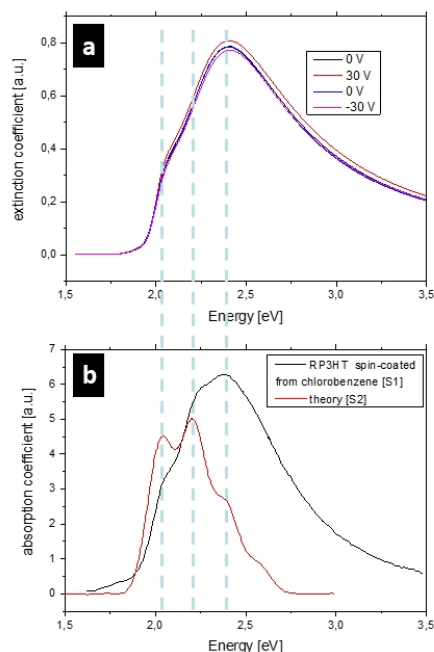 a
0,8
0,6
0,4
0,2
0,0
extinction coefficient [a.u.]
0 V
30 V
0 V
-30 V
1,5
2,0
2,5
3,0
3,5
Energy [eV]
b
7
6
5
4
3
2
1
0
absorption coefficient [a.u.]
RP3HT spin-coated
from chlorobenzene [S1]
theory [S2]
1,5
2,0
2,5
3,0
3,5
Energy [eV]